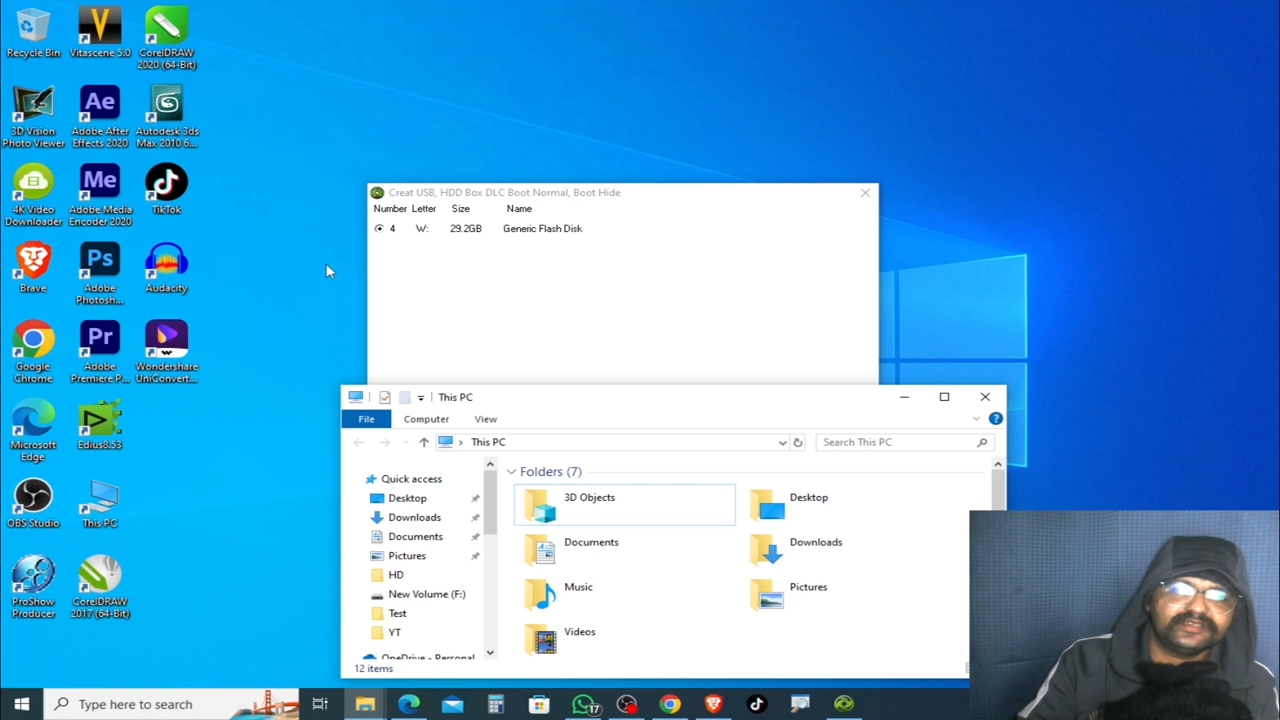 Recycle Bin
Vitascene 5.0
CorelDRAW
2020 (64-Bit)
3D Vision
Photo Viewer
Adobe After
Effects 2020
Autodesk 3ds
Max 2010 6...
4K Video
Downloader
Adobe Media
Encoder 2020
TikTok
Brave
Adobe
Photosh...
Audacity
Google
Chrome
Adobe
Premiere P...
Wondershare
UniConvert...
Microsoft
Edge
Edius8.53
OBS Studio
This PC
ProShow
Producer
CorelDRAW
2017 (64-Bit)
Creat USB, HDD Box DLC Boot Normal, Boot Hide
Number Letter Size Name
4 W: 29.2GB Generic Flash Disk
This PC
File Computer View
This PC
Search This PC
Quick access
Desktop
Downloads
Documents
Pictures
HD
New Volume (F:)
Test
YT
OneDrive - Personal
Folders (7)
3D Objects
Desktop
Documents
Downloads
Music
Pictures
Videos
12 items
Type here to search
17